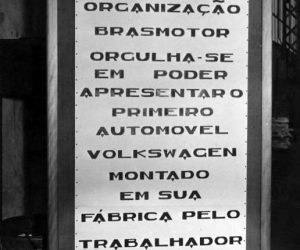 ORGANIZAÇÃO
BRASMOTOR
ORGULHA-SE
EM PODER
APRESENTAR O
PRIMEIRO
AUTOMOVEL
VOLKSWAGEN
MONTADO
EM SUA
FÁBRICA PELO
TRABALHADOR